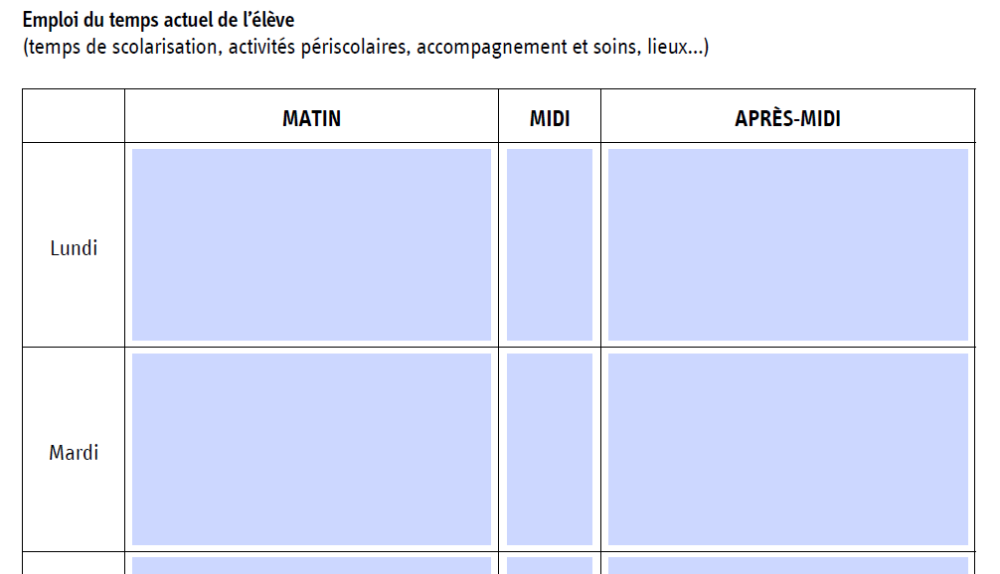 Emploi du temps actuel de l'élève
(temps de scolarisation, activités périscolaires, accompagnement et soins, lieux...)
MATIN MIDI APRÈS-MIDI
Lundi
Mardi